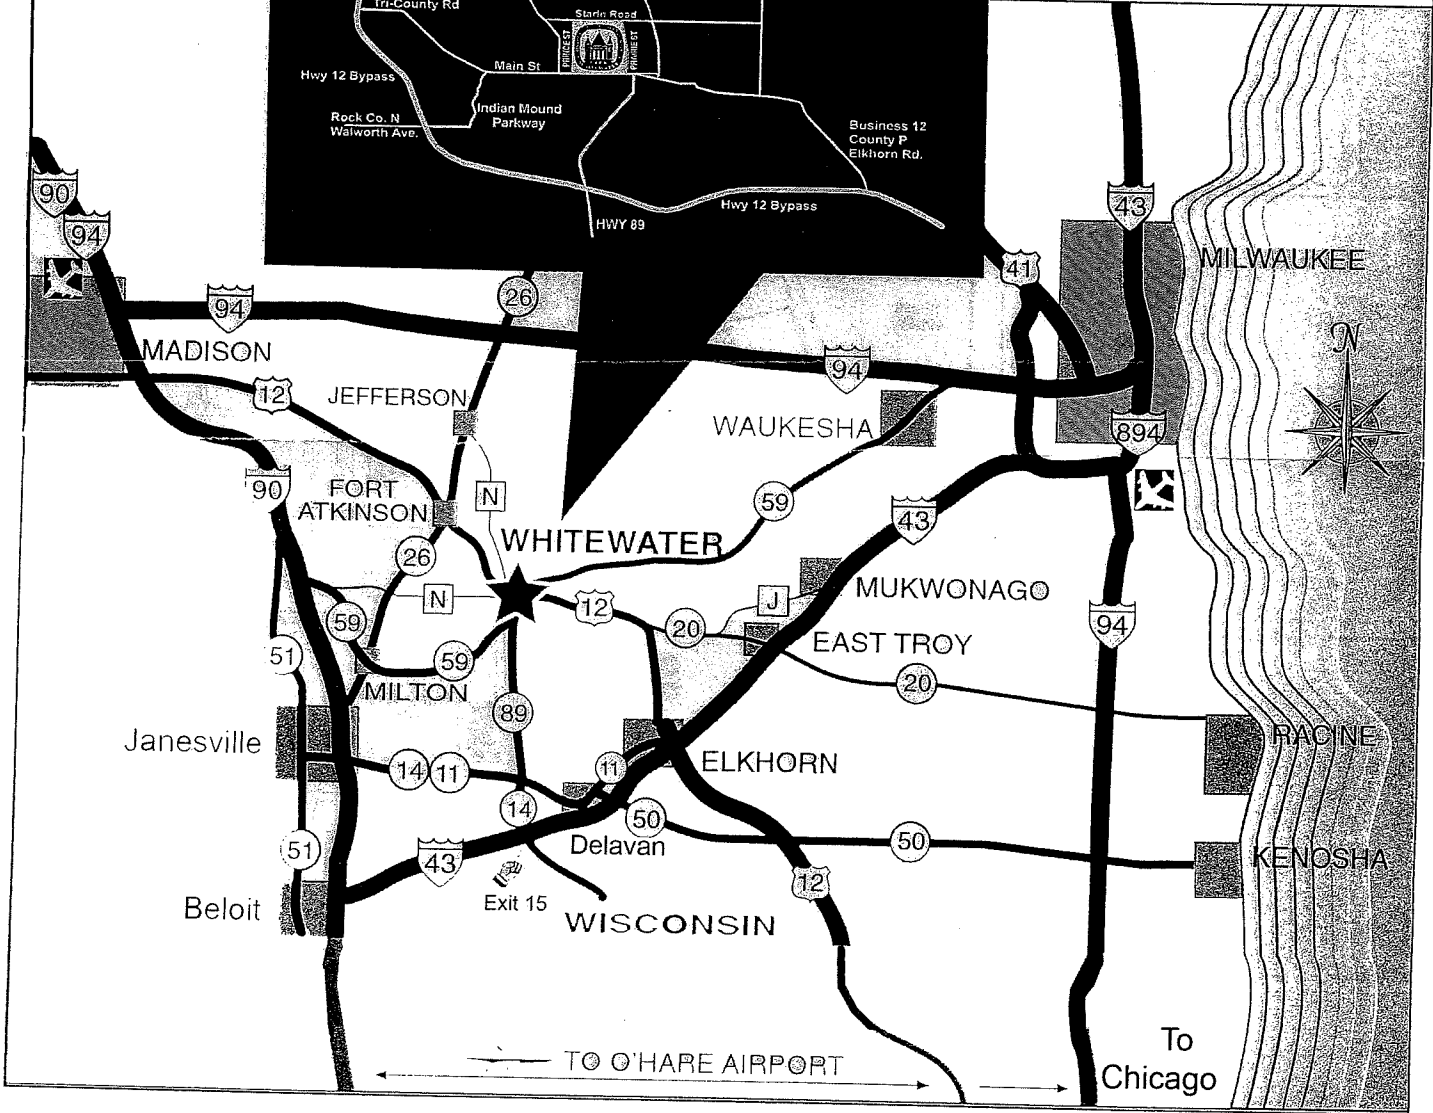 Tri-County Rd
Starin Road
PRINCE ST
PRAIRIE ST
Main St
Hwy 12 Bypass
Indian Mound
Parkway
Rock Co. N
Walworth Ave.
Business 12
County P
Elkhorn Rd.
Hwy 12 Bypass
HWY 89
90
94
43
41
MILWAUKEE
26
94
N
MADISON
94
12
JEFFERSON
WAUKESHA
894
90
FORT
ATKINSON
N
59
43
WHITEWATER
26
N
12
J
MUKWONAGO
59
20
94
EAST TROY
51
59
20
MILTON
89
Janesville
RACINE
14
11
11
ELKHORN
14
50
51
43
Delavan
50
KENOSHA
12
Exit 15
Beloit
WISCONSIN
TO O'HARE AIRPORT
To
Chicago